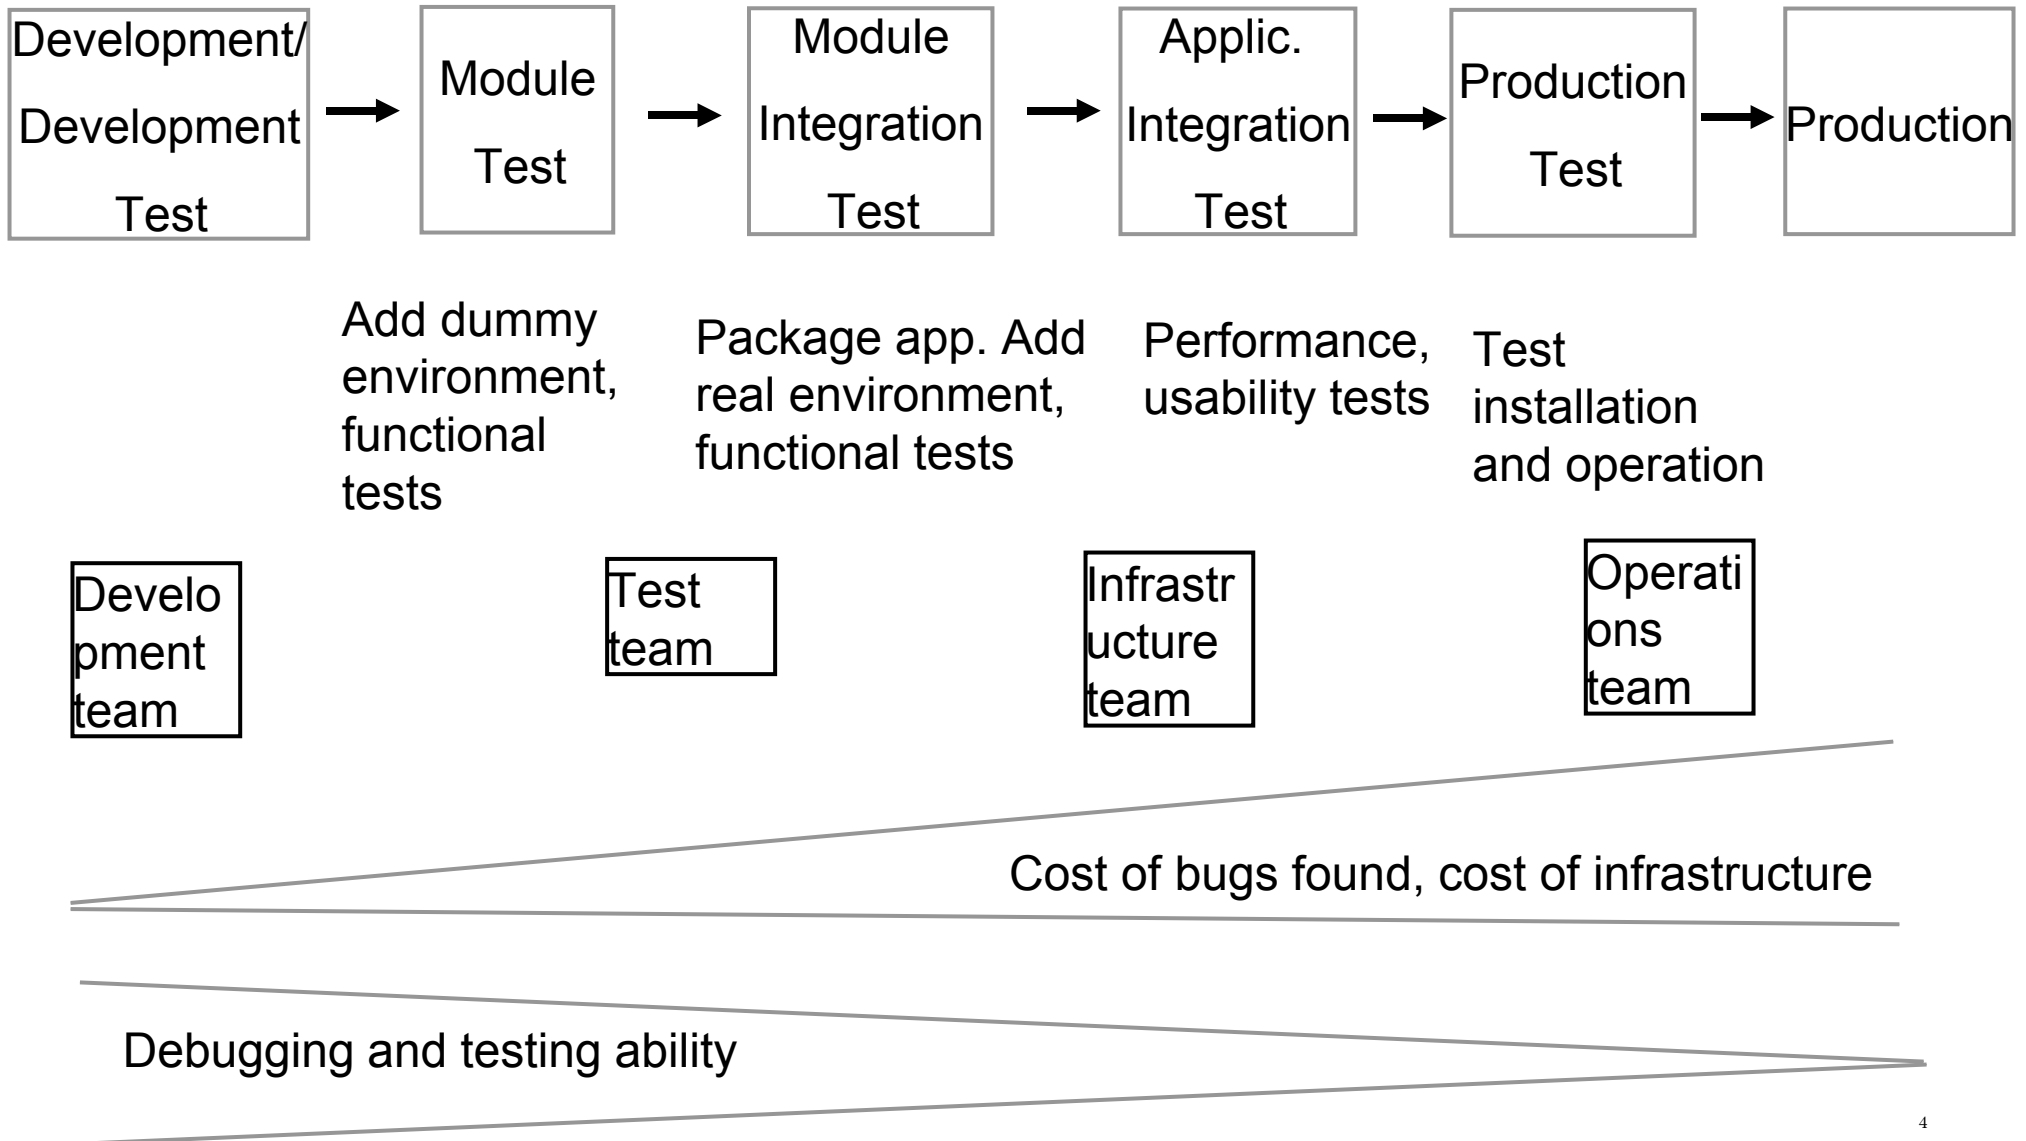 Development/
Development
Test
Module
Test
Module
Integration
Test
Applic.
Integration
Test
Production
Test
Production
Add dummy
environment,
functional
tests
Package app. Add
real environment,
functional tests
Performance,
usability tests
Test
installation
and operation
Develo
pment
team
Test
team
Infrastr
ucture
team
Operati
ons
team
Cost of bugs found, cost of infrastructure
Debugging and testing ability
4